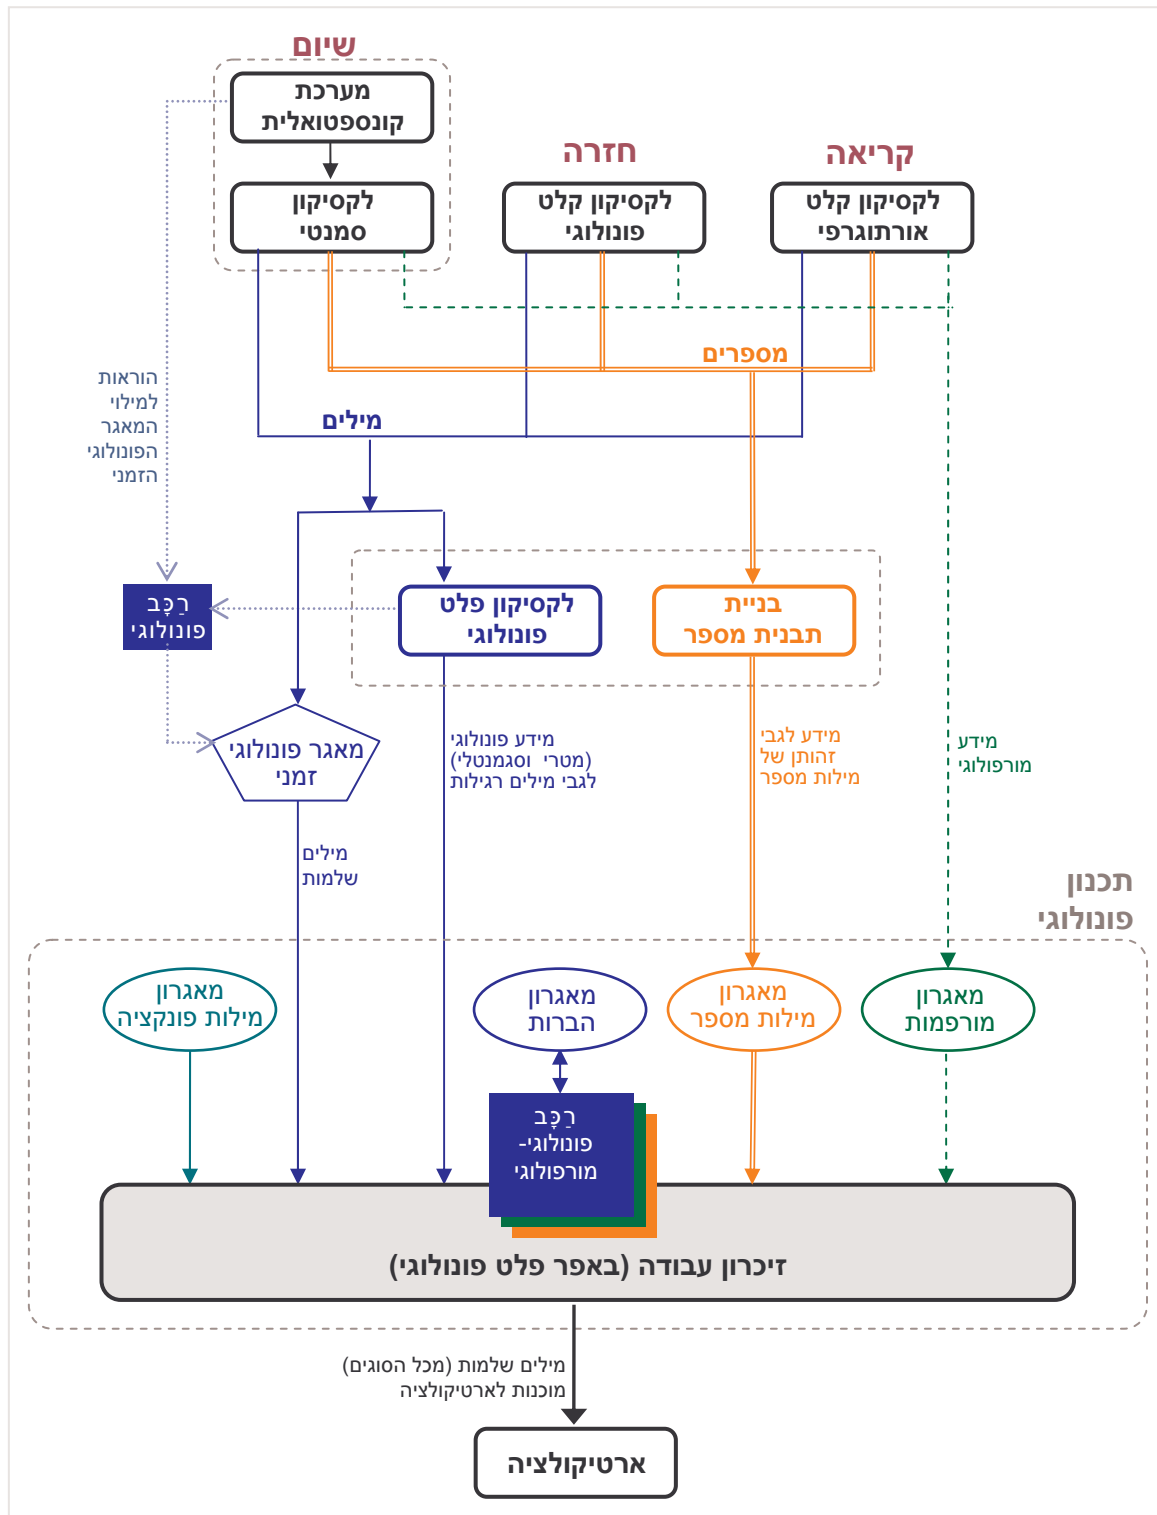 שיום
מערכת
קונספטואלית
חזרה
קריאה
לקסיקון
סמנטי
לקסיקון קלט
פונולוגי
לקסיקון קלט
אורתוגרפי
מספרים
הוראות
למילוי
המאגר
הפונולוגי
הזמני
מילים
רַכָּב
פונולוגי
לקסיקון פלט
פונולוגי
בניית
תבנית מספר
מאגר פונולוגי
זמני
מידע פונולוגי
(מטרי וסגמנטלי)
לגבי מילים רגילות
מידע לגבי
זהותן של
מילות מספר
מידע
מורפולוגי
מילים
שלמות
תכנון
פונולוגי
מאגרון
מילות פונקציה
מאגרון
הברות
מאגרון
מילות מספר
מאגרון
מורפמות
רַכָּב
פונולוגי-
מורפולוגי
זיכרון עבודה (באפר פלט פונולוגי)
מילים שלמות (מכל הסוגים)
מוכנות לארטיקולציה
ארטיקולציה